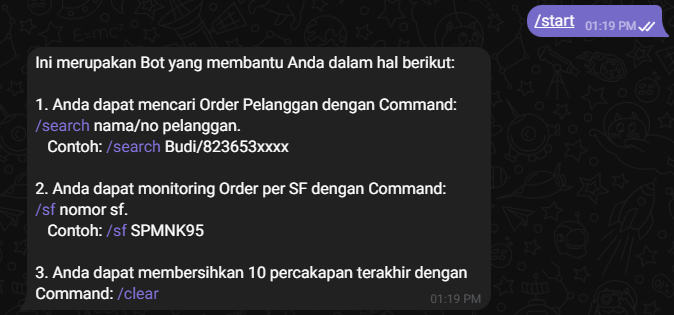 /start 01:19 PM
Ini merupakan Bot yang membantu Anda dalam hal berikut:
1. Anda dapat mencari Order Pelanggan dengan Command:
/search nama/no pelanggan.
Contoh: /search Budi/823653xxxx
2. Anda dapat monitoring Order per SF dengan Command:
/sf nomor sf.
Contoh: /sf SPMNK95
3. Anda dapat membersihkan 10 percakapan terakhir dengan
Command: /clear
01:19 PM